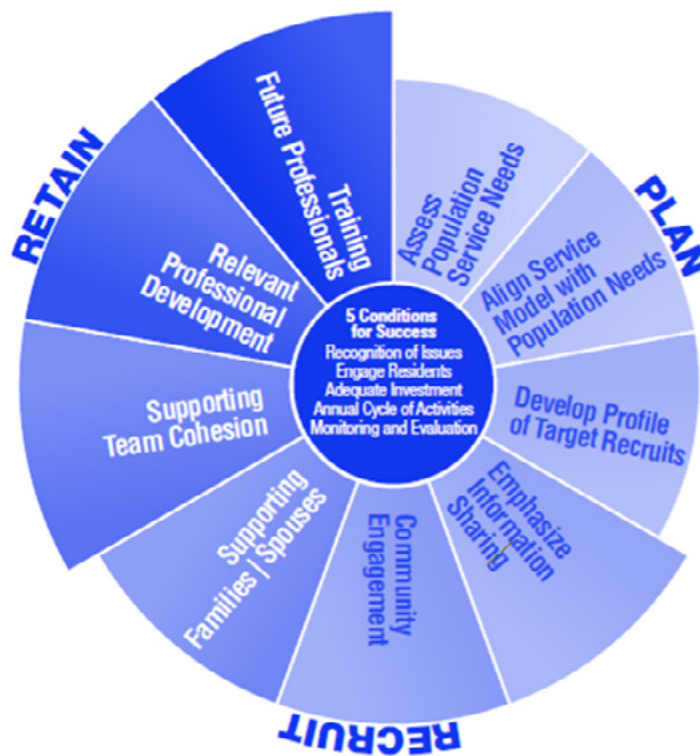 PLAN
Assess
Population
Service Needs
Align Service
Model with
Population Needs
Develop Profile
of Target Recruits
RECRUIT
Emphasize
Information
Sharing
Community
Engagement
Supporting
Families | Spouses
RETAIN
Supporting
Team Cohesion
Relevant
Professional
Development
Training
Future Professionals
5 Conditions
for Success
Recognition of Issues
Engage Residents
Adequate Investment
Annual Cycle of Activities
Monitoring and Evaluation